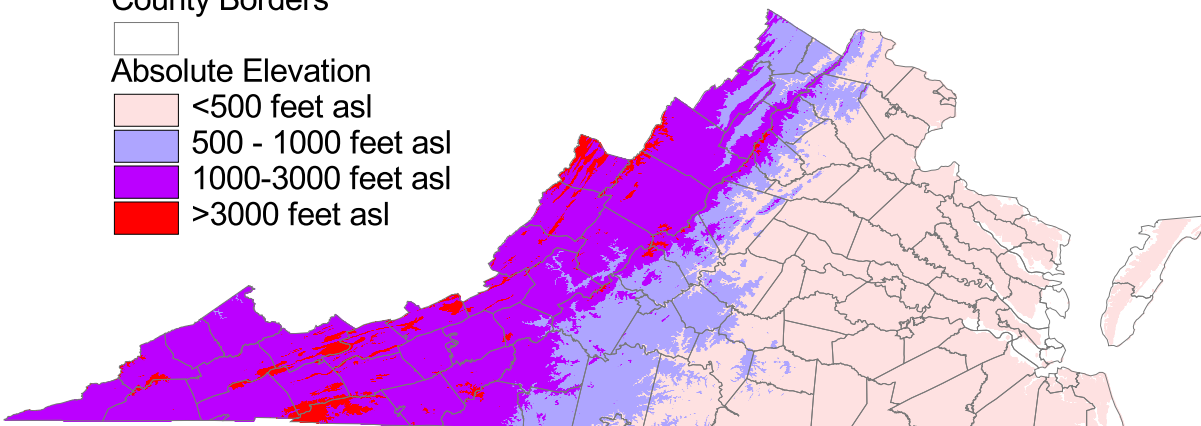 County Borders
Absolute Elevation
<500 feet asl
500 - 1000 feet asl
1000-3000 feet asl
>3000 feet asl